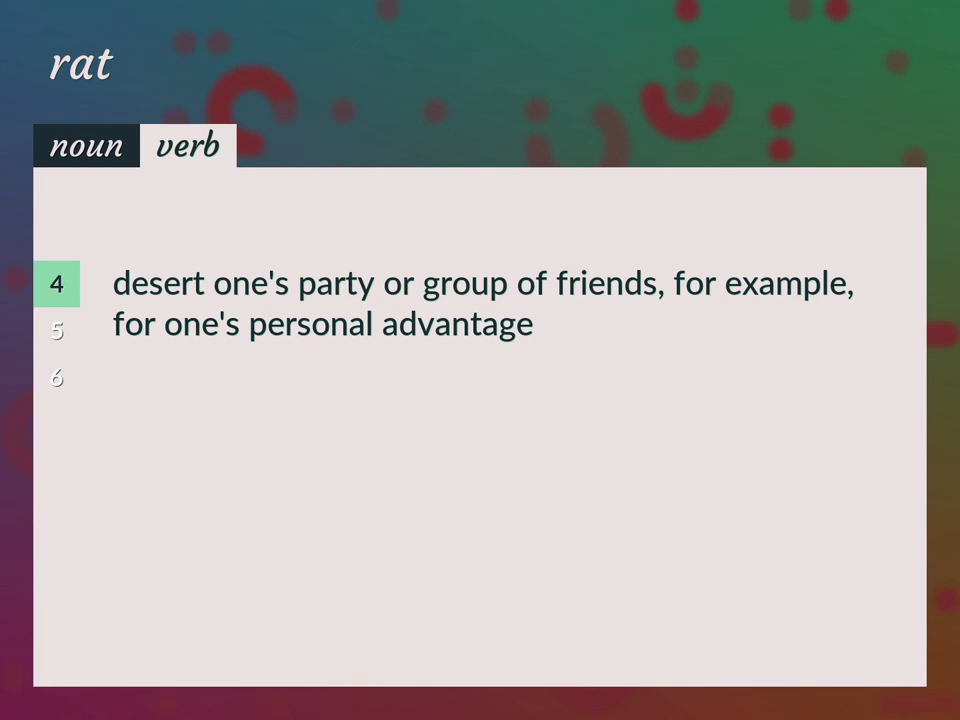 rat
noun verb
4 desert one's party or group of friends, for example,
5 for one's personal advantage
6